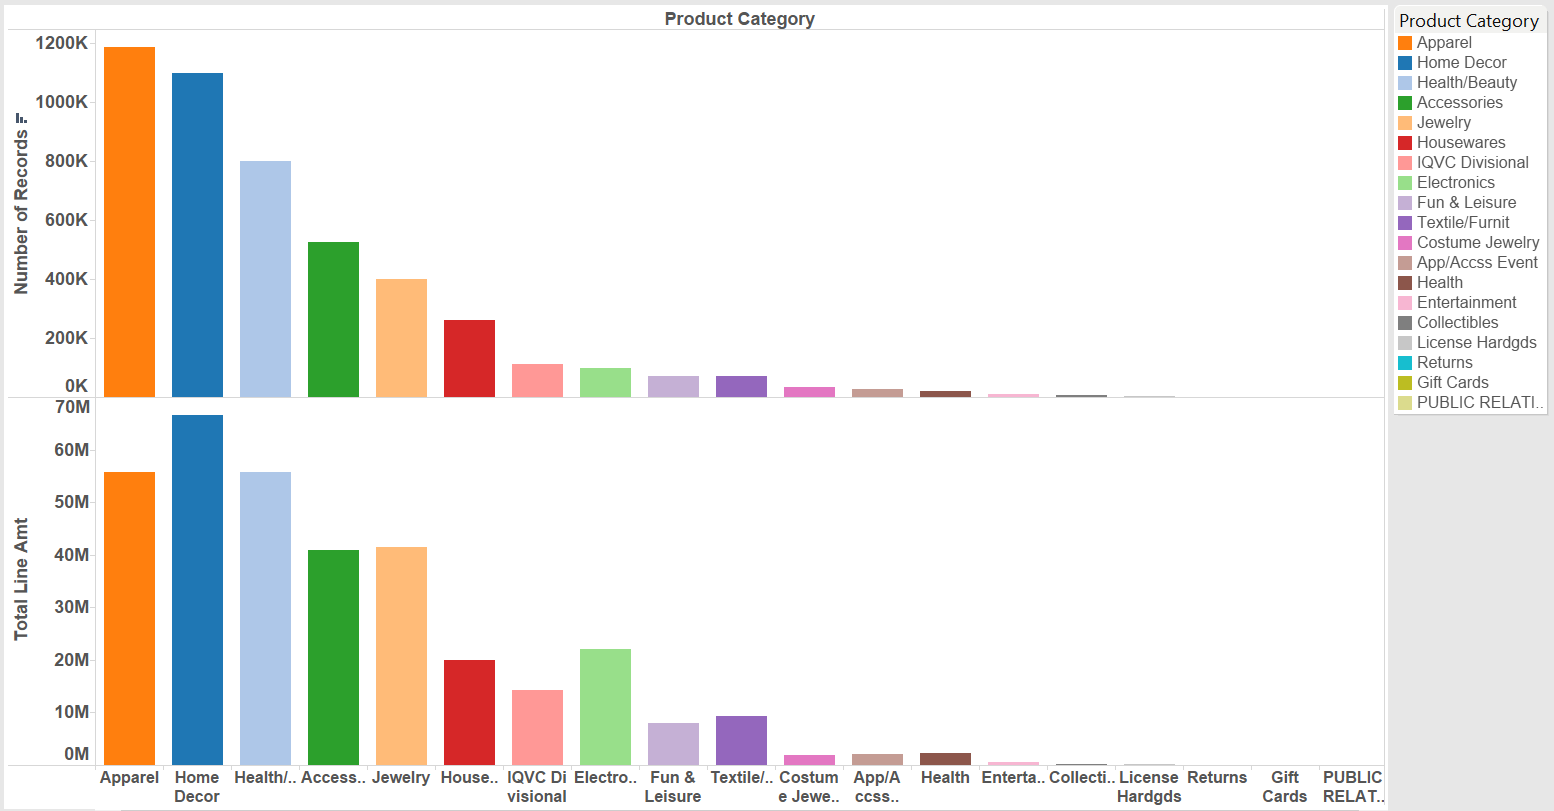 Product Category
1200K
1000K
800K
600K
400K
200K
0K
Number of Records
70M
60M
50M
40M
30M
20M
10M
0M
Total Line Amt
Apparel
Home
Decor
Health/..
Access..
Jewelry
House..
IQVC Di
visional
Electro..
Fun &
Leisure
Textile/..
Costum
e Jewe..
App/A
ccss..
Health
Enterta..
Collecti..
License
Hardgds
Returns
Gift
Cards
PUBLIC
RELAT..
Product Category
Apparel
Home Decor
Health/Beauty
Accessories
Jewelry
Housewares
IQVC Divisional
Electronics
Fun & Leisure
Textile/Furnit
Costume Jewelry
App/Accss Event
Health
Entertainment
Collectibles
License Hardgds
Returns
Gift Cards
PUBLIC RELATI..